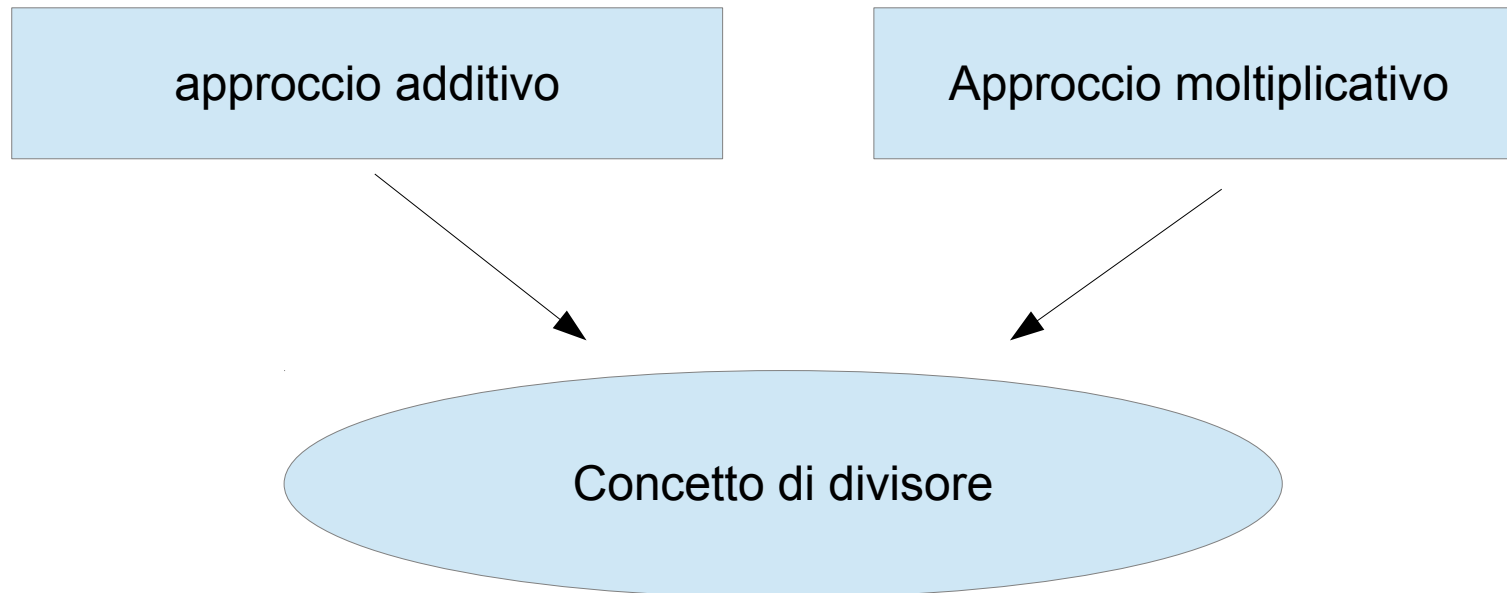 approccio additivo
Approccio moltiplicativo
Concetto di divisore